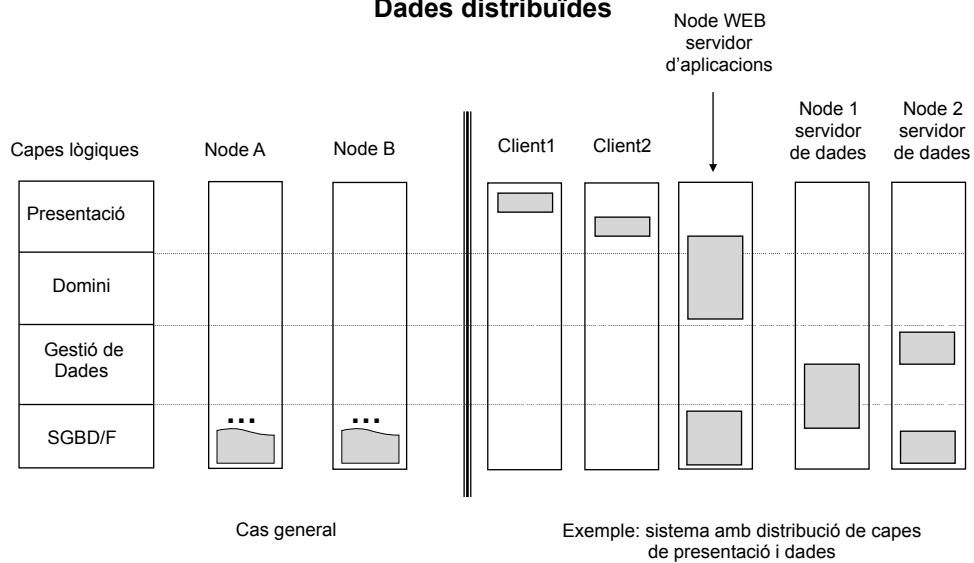 Dades distribuïdes
Node WEB
servidor
d'aplicacions
Node 1
servidor
de dades
Node 2
servidor
de dades
Capes lògiques
Node A
Node B
Client1
Client2
Presentació
Domini
Gestió de
Dades
SGBD/F
...
...
Cas general
Exemple: sistema amb distribució de capes
de presentació i dades